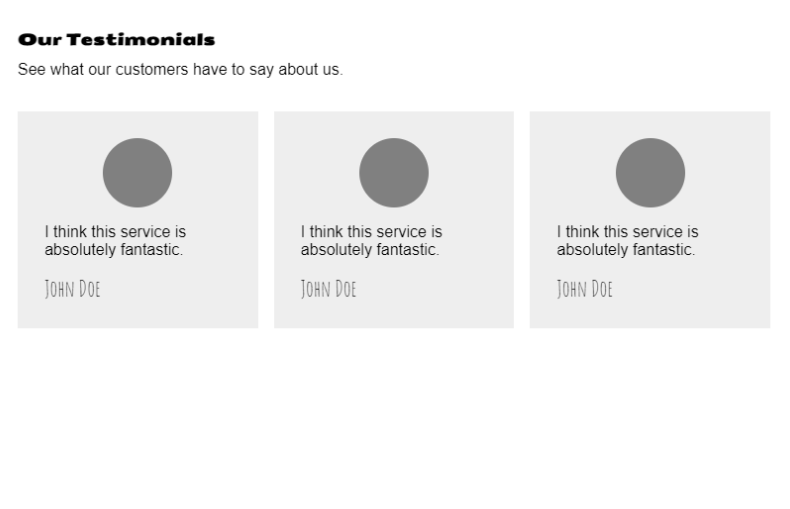 Our Testimonials
See what our customers have to say about us.
I think this service is
absolutely fantastic.
John Doe
I think this service is
absolutely fantastic.
John Doe
I think this service is
absolutely fantastic.
John Doe